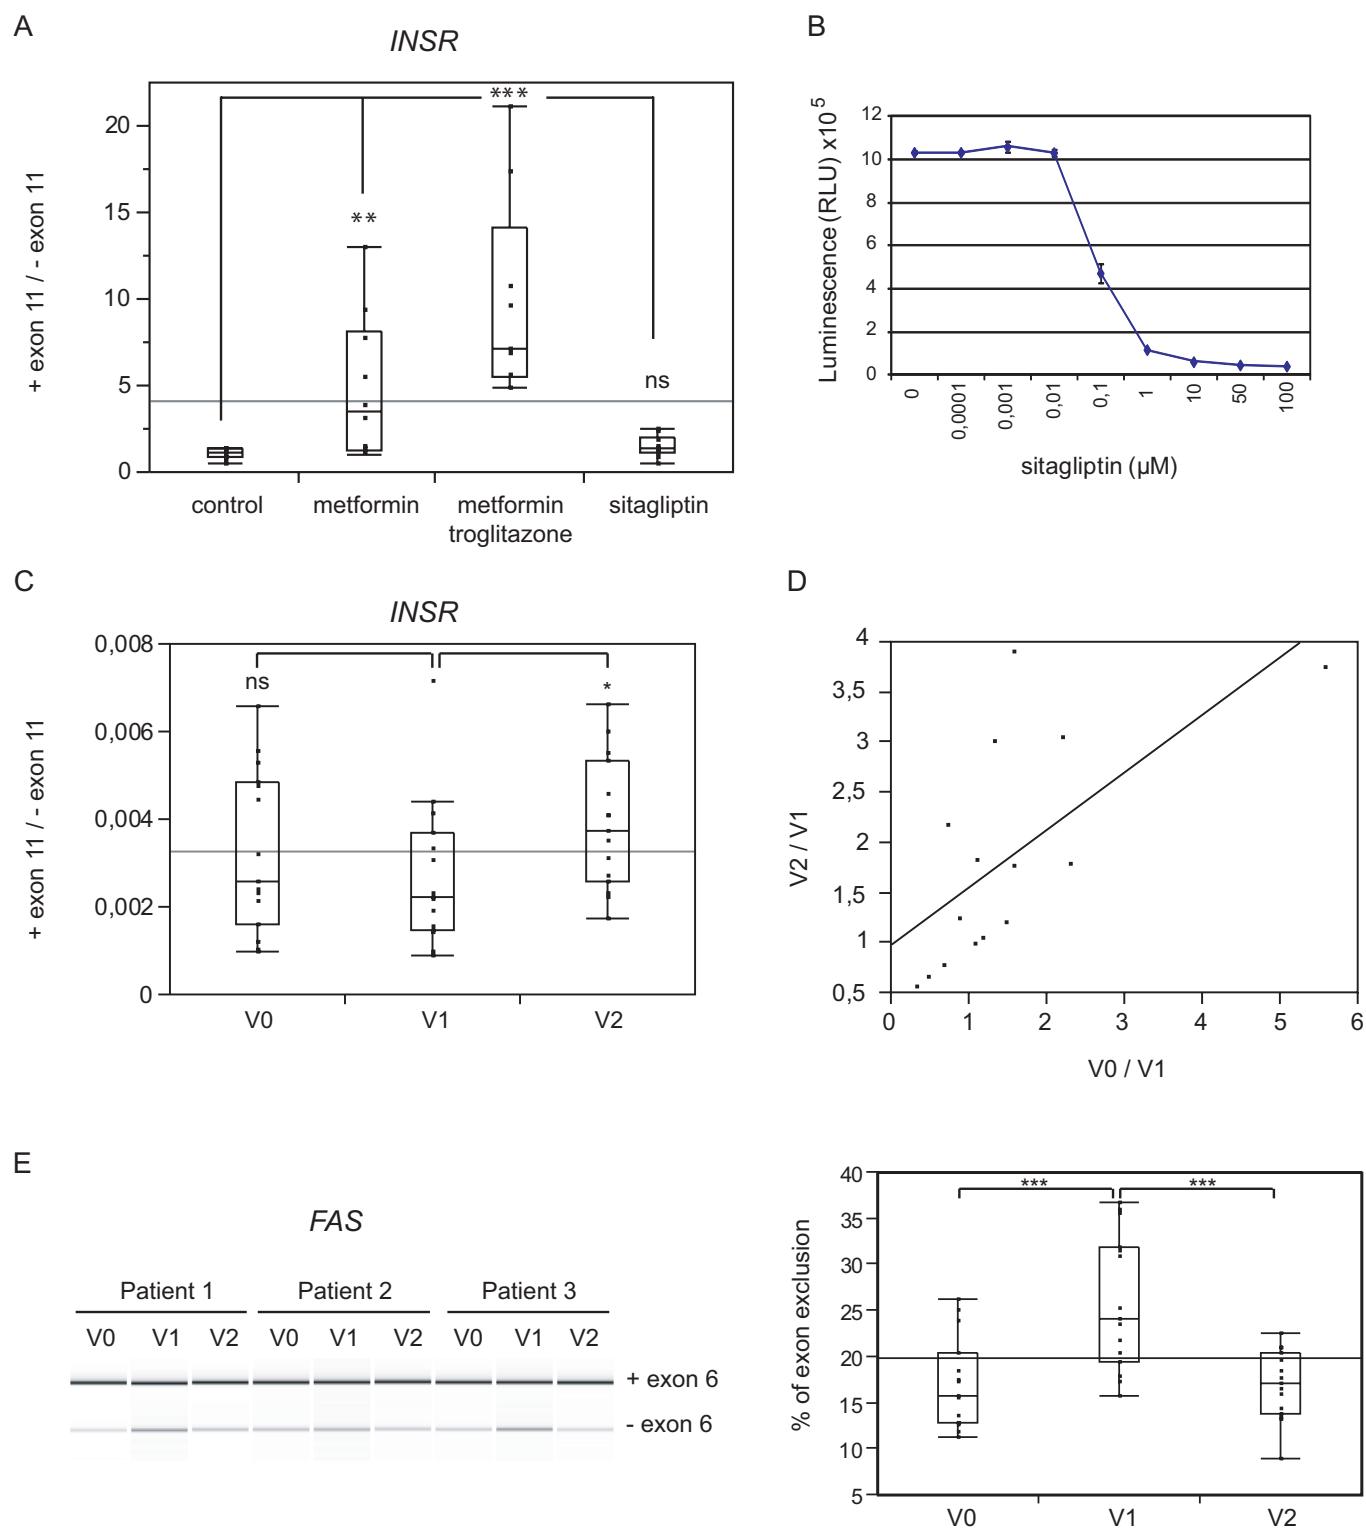 A
INSR
+ exon 11 / - exon 11
20
15
10
5
0
**
***
ns
control
metformin
metformin
troglitazone
sitagliptin
B
Luminescence (RLU) x10 5
12
10
8
6
4
2
0
0
0,0001
0,001
0,01
0,1
1
10
50
100
sitagliptin (µM)
C
INSR
+ exon 11 / - exon 11
0,008
0,006
0,004
0,002
0
ns
*
V0
V1
V2
D
V2 / V1
4
3,5
3
2,5
2
1,5
1
0,5
0
1
2
3
4
5
6
V0 / V1
E
FAS
Patient 1
Patient 2
Patient 3
V0 V1 V2 V0 V1 V2 V0 V1 V2
+ exon 6
- exon 6
% of exon exclusion
40
35
30
25
20
15
10
5
***
***
V0
V1
V2